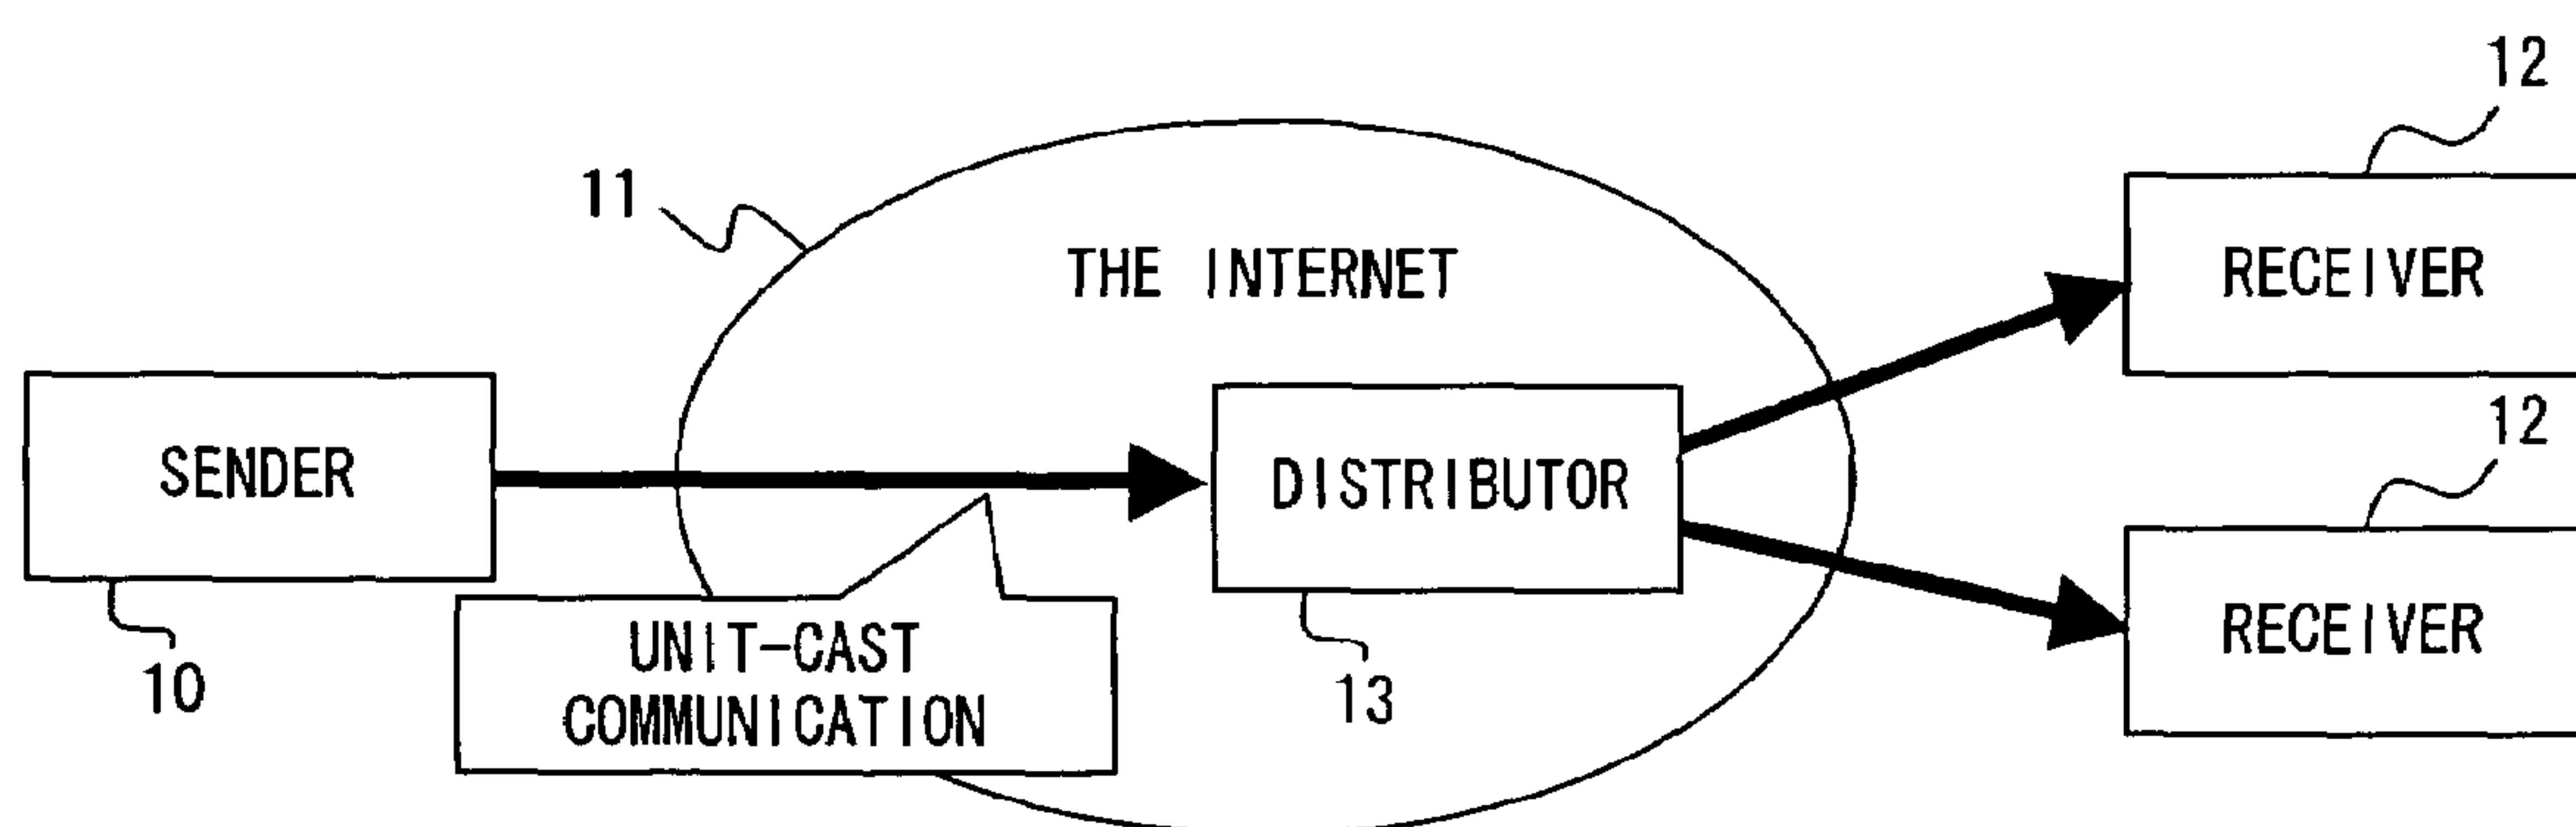 12
11
THE INTERNET
RECEIVER
12
SENDER
DISTRIBUTOR
UNIT-CAST
COMMUNICATION
RECEIVER
10
13